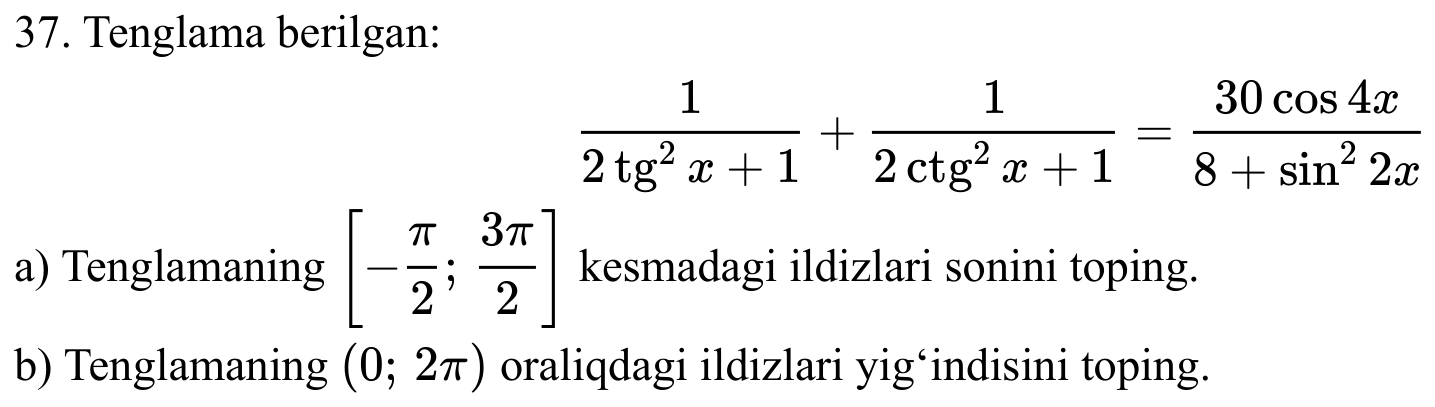 37. Tenglama berilgan:
1/(2 tg² x + 1) + 1/(2 ctg² x + 1) = (30 cos 4x)/(8 + sin² 2x)
a) Tenglamaning [−π/2; 3π/2] kesmadagi ildizlari sonini toping.
b) Tenglamaning (0; 2π) oraliqdagi ildizlari yig‘indisini toping.